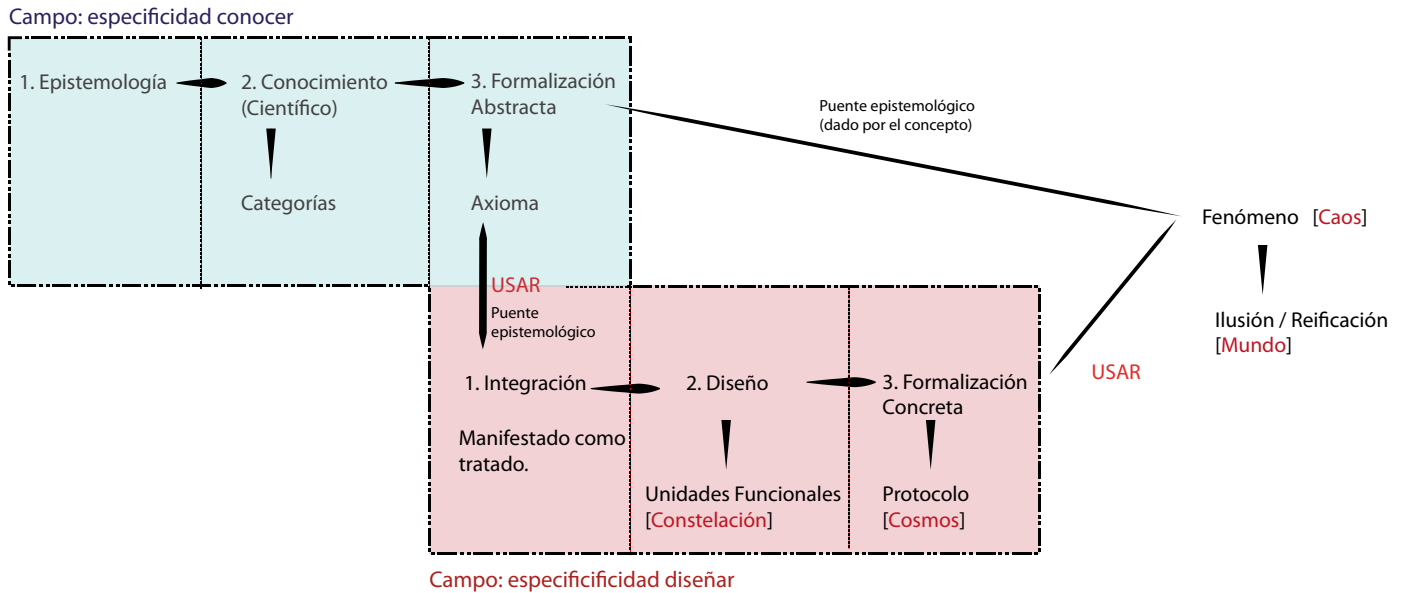 Campo: especificidad conocer
1. Epistemología
2. Conocimiento
(Científico)
3. Formalización
Abstracta
Categorías
Axioma
Puente epistemológico
(dado por el concepto)
Fenómeno [Caos]
Ilusión / Reificación
[Mundo]
USAR
Puente
epistemológico
USAR
1. Integración
Manifestado como
tratado.
2. Diseño
3. Formalización
Concreta
Unidades Funcionales
[Constelación]
Protocolo
[Cosmos]
Campo: especificificidad diseñar